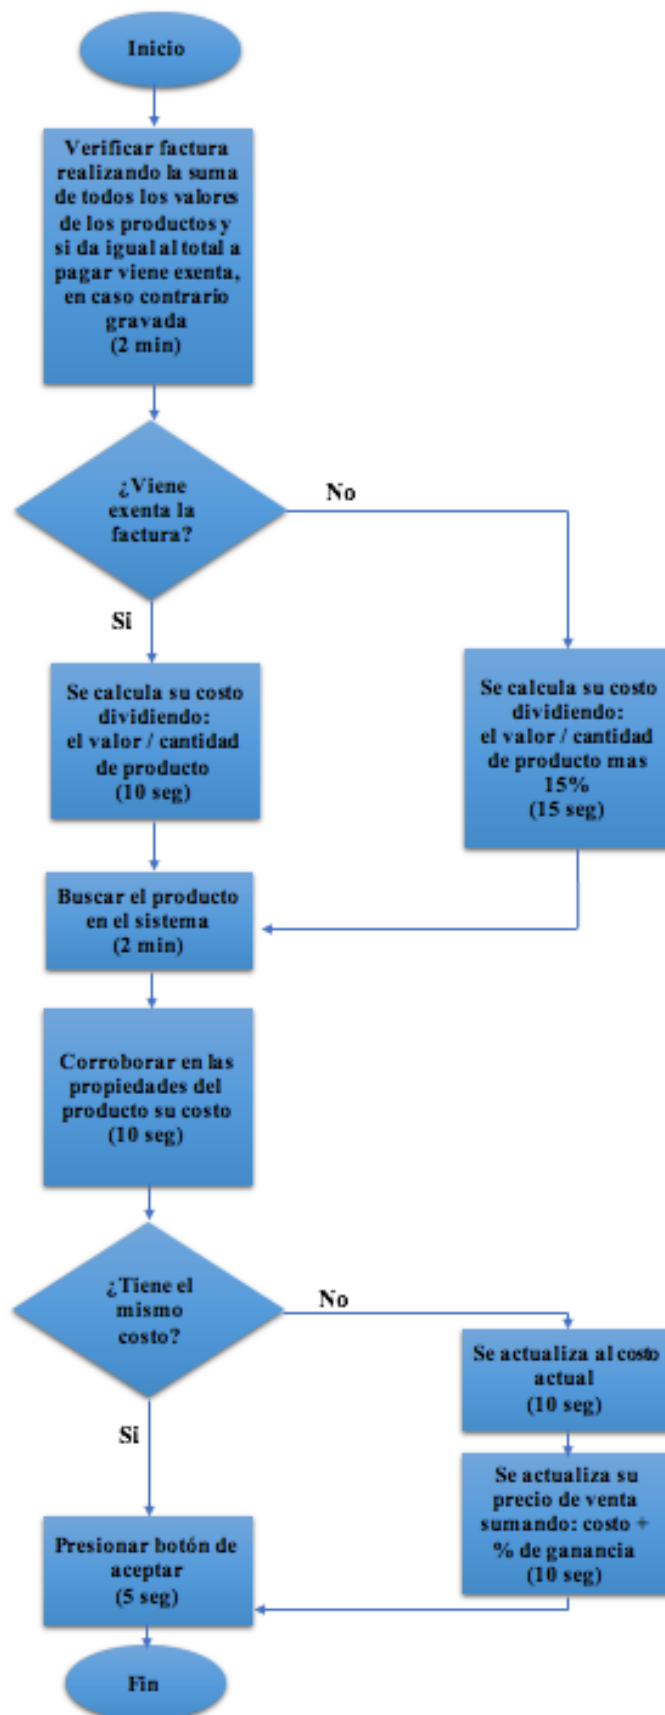 Inicio
Verificar factura
realizando la suma
de todos los valores
de los productos y
si da igual al total a
pagar viene exenta,
en caso contrario
gravada
(2 min)
¿Viene
exenta la
factura?
No
Si
Se calcula su costo
dividiendo:
el valor / cantidad
de producto
(10 seg)
Se calcula su costo
dividiendo:
el valor / cantidad
de producto mas
15%
(15 seg)
Buscar el producto
en el sistema
(2 min)
Corroborar en las
propiedades del
producto su costo
(10 seg)
¿Tiene el
mismo
costo?
No
Si
Se actualiza al costo
actual
(10 seg)
Se actualiza su
precio de venta
sumando: costo +
% de ganancia
(10 seg)
Presionar botón de
aceptar
(5 seg)
Fin